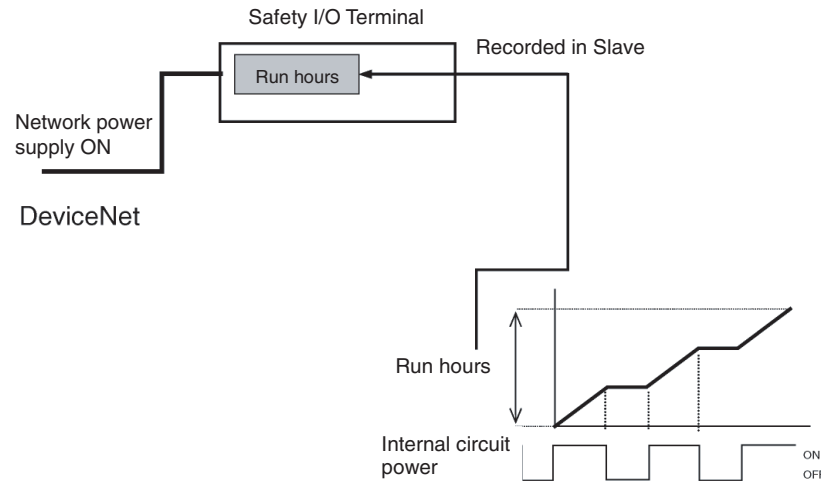 Safety I/O Terminal
Recorded in Slave
Run hours
Network power
supply ON
DeviceNet
Run hours
Internal circuit
power
ON
OFF